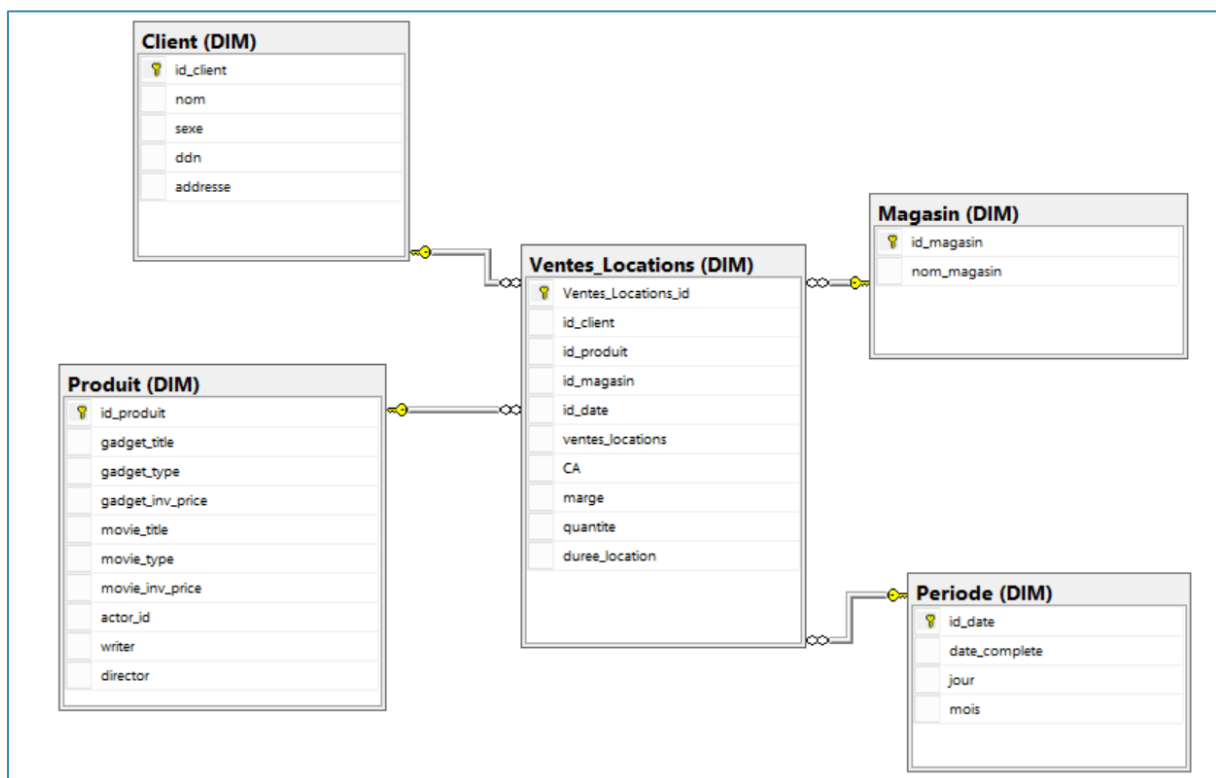 Client (DIM)
id_client
nom
sexe
ddn
addresse
Magasin (DIM)
id_magasin
nom_magasin
Ventes_Locations (DIM)
Ventes_Locations_id
id_client
id_produit
id_magasin
id_date
ventes_locations
CA
marge
quantite
duree_location
Produit (DIM)
id_produit
gadget_title
gadget_type
gadget_inv_price
movie_title
movie_type
movie_inv_price
actor_id
writer
director
Periode (DIM)
id_date
date_complete
jour
mois